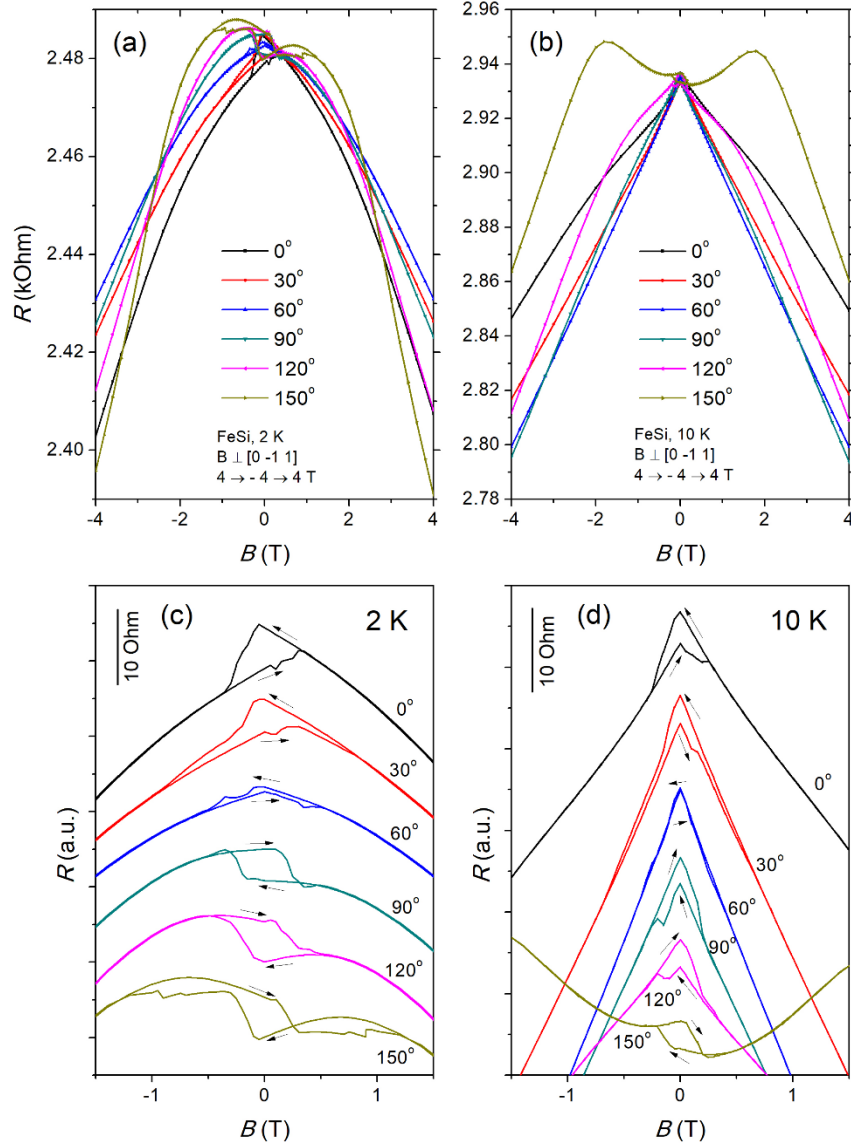 (a)
2.48
2.46
2.44
2.42
2.40
R (kOhm)
0°
30°
60°
90°
120°
150°
FeSi, 2 K
B ⊥ [0 -1 1]
4 → - 4 → 4 T
-4 -2 0 2 4
B (T)
(b)
2.96
2.94
2.92
2.90
2.88
2.86
2.84
2.82
2.80
2.78
0°
30°
60°
90°
120°
150°
FeSi, 10 K
B ⊥ [0 -1 1]
4 → - 4 → 4 T
-4 -2 0 2 4
B (T)
(c) 2 K
10 Ohm
R (a.u.)
0°
30°
60°
90°
120°
150°
-1 0 1
B (T)
(d) 10 K
10 Ohm
R (a.u.)
0°
30°
60°
90°
120°
150°
-1 0 1
B (T)